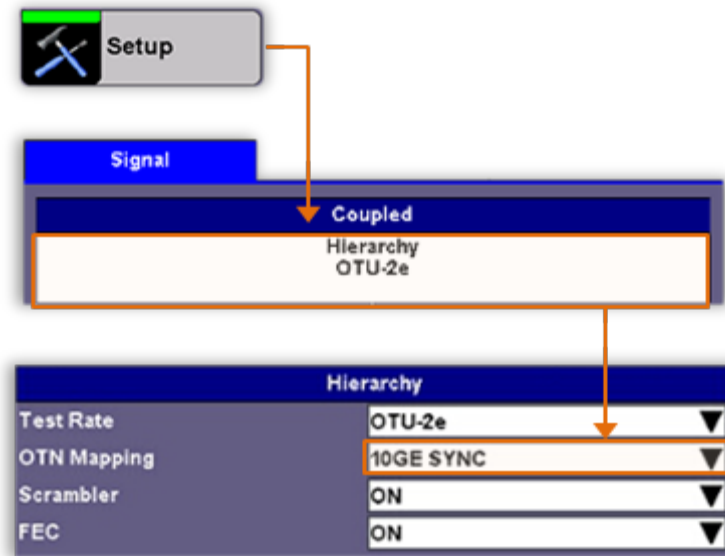 Setup
Signal
Coupled
Hierarchy
OTU-2e
Hierarchy
Test Rate OTU-2e
OTN Mapping 10GE SYNC
Scrambler ON
FEC ON